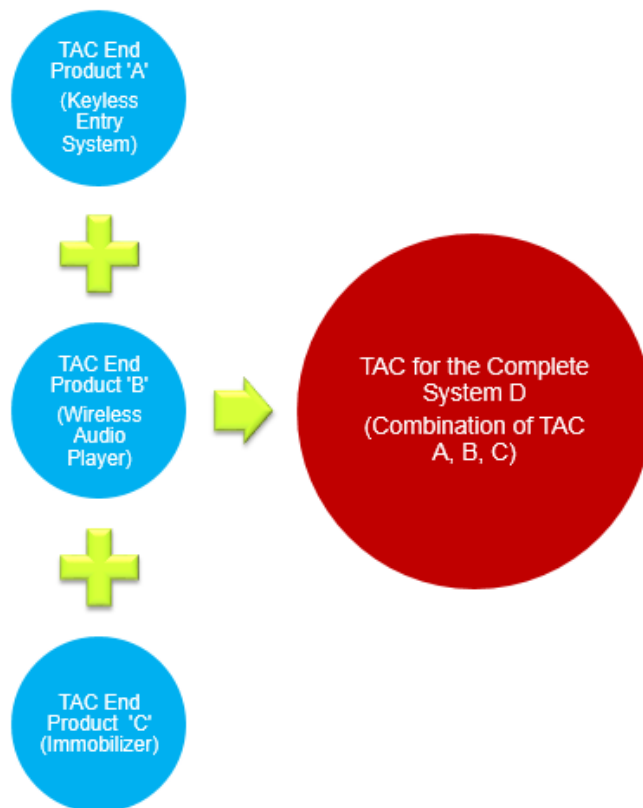 TAC End
Product 'A'
(Keyless
Entry
System)
TAC End
Product 'B'
(Wireless
Audio
Player)
TAC for the Complete
System D
(Combination of TAC
A, B, C)
TAC End
Product 'C'
(Immobilizer)